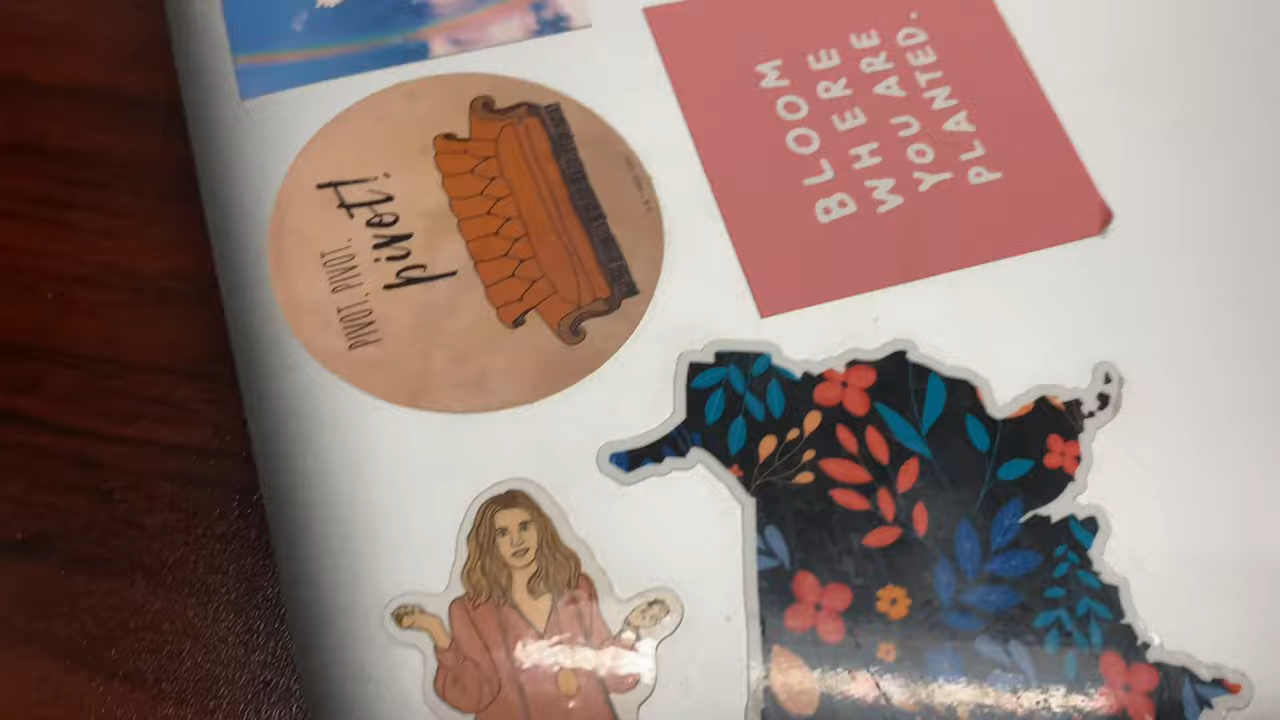 BLOOM
WHERE
YOU ARE
PLANTED.
PIVOT, PIVOT,
pivot!